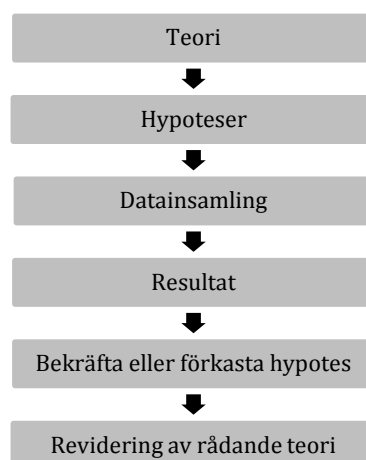 Teori
Hypoteser
Datainsamling
Resultat
Bekräfta eller förkasta hypotes
Revidering av rådande teori